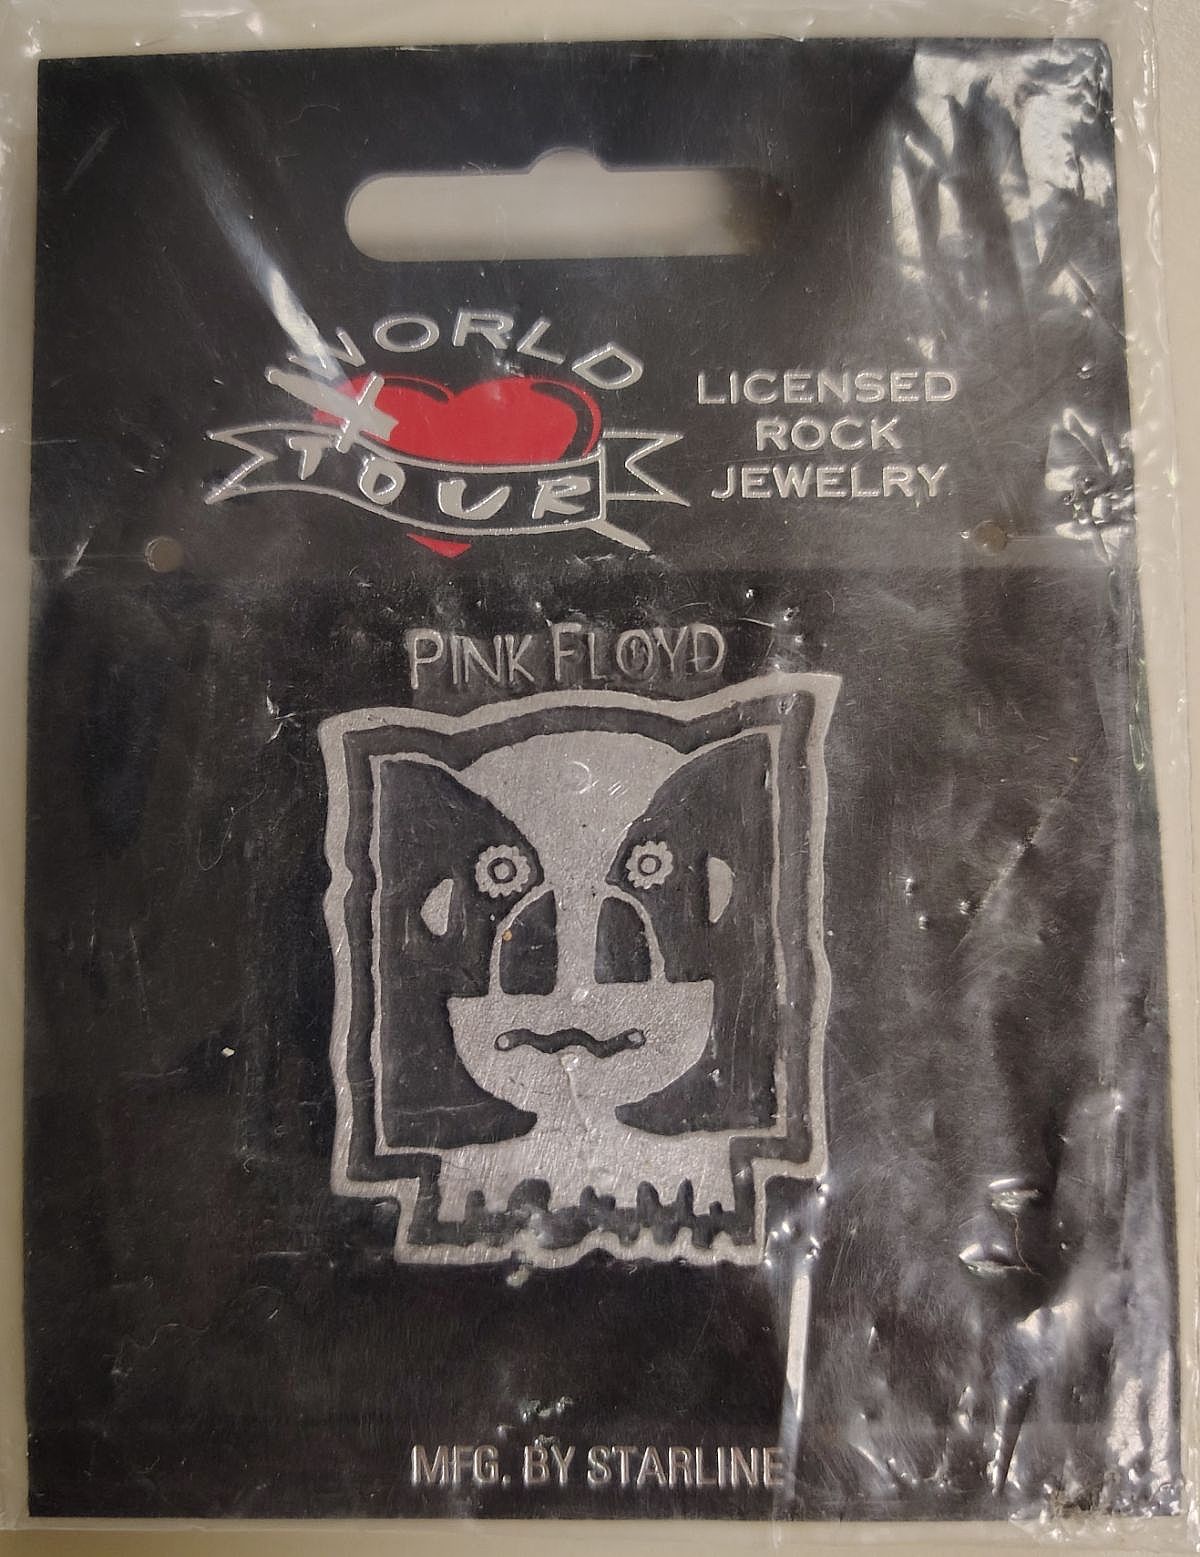 WORLD
TOUR
LICENSED
ROCK
JEWELRY
PINK FLOYD
MFG. BY STARLINE